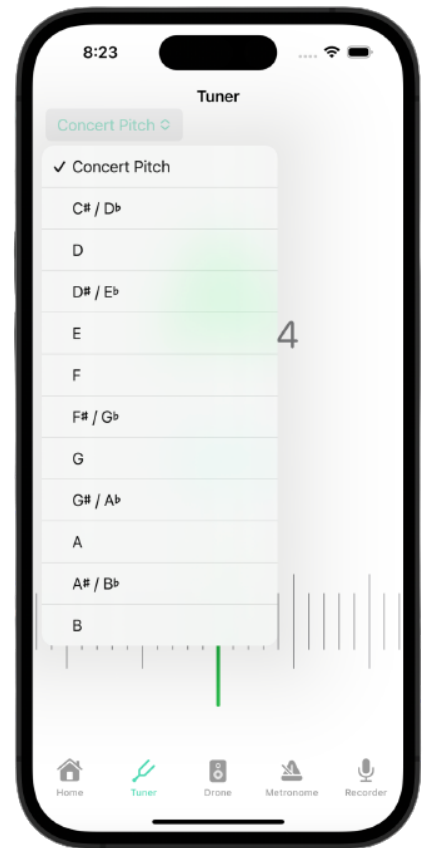 8:23
Tuner
Concert Pitch
✓ Concert Pitch
C♯ / D♭
D
D♯ / E♭
E
4
F
F♯ / G♭
G
G♯ / A♭
A
A♯ / B♭
B
Home Tuner Drone Metronome Recorder